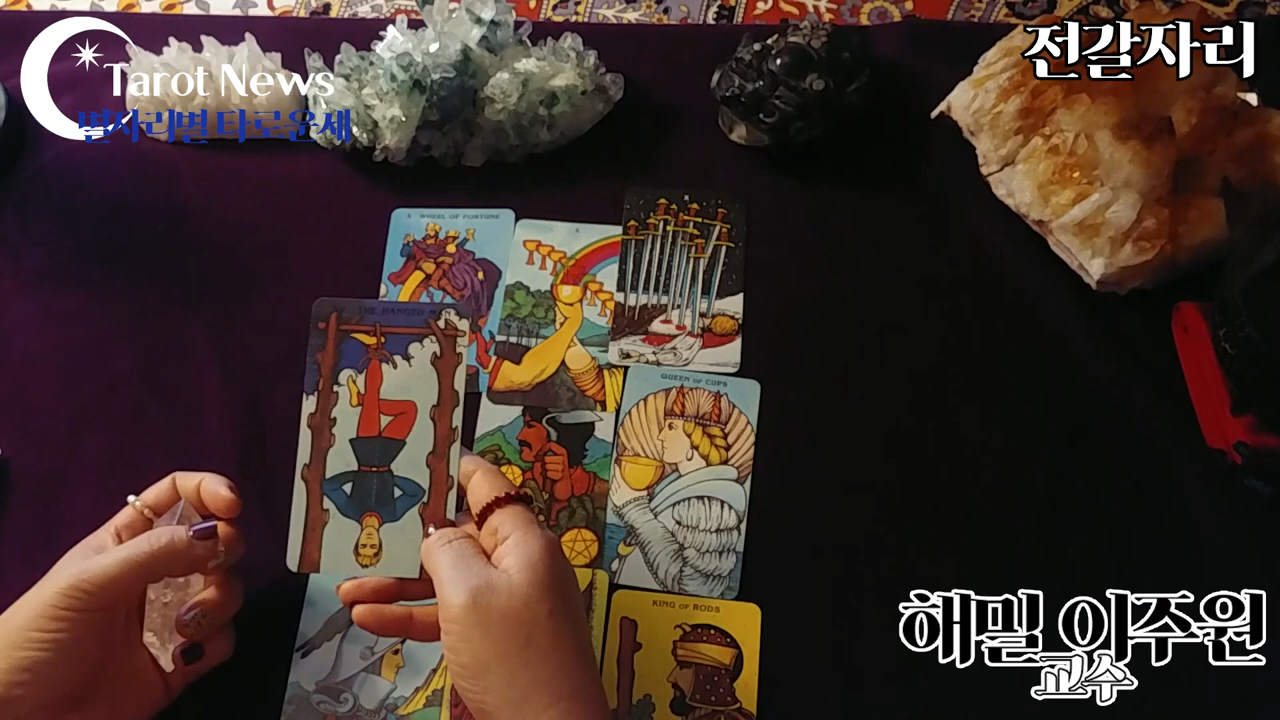 Tarot News
별자리별 타로운세
전갈자리
X WHEEL OF FORTUNE
X
THE HANGED MAN
QUEEN OF CUPS
KING OF RODS
해밀 이주원
교수